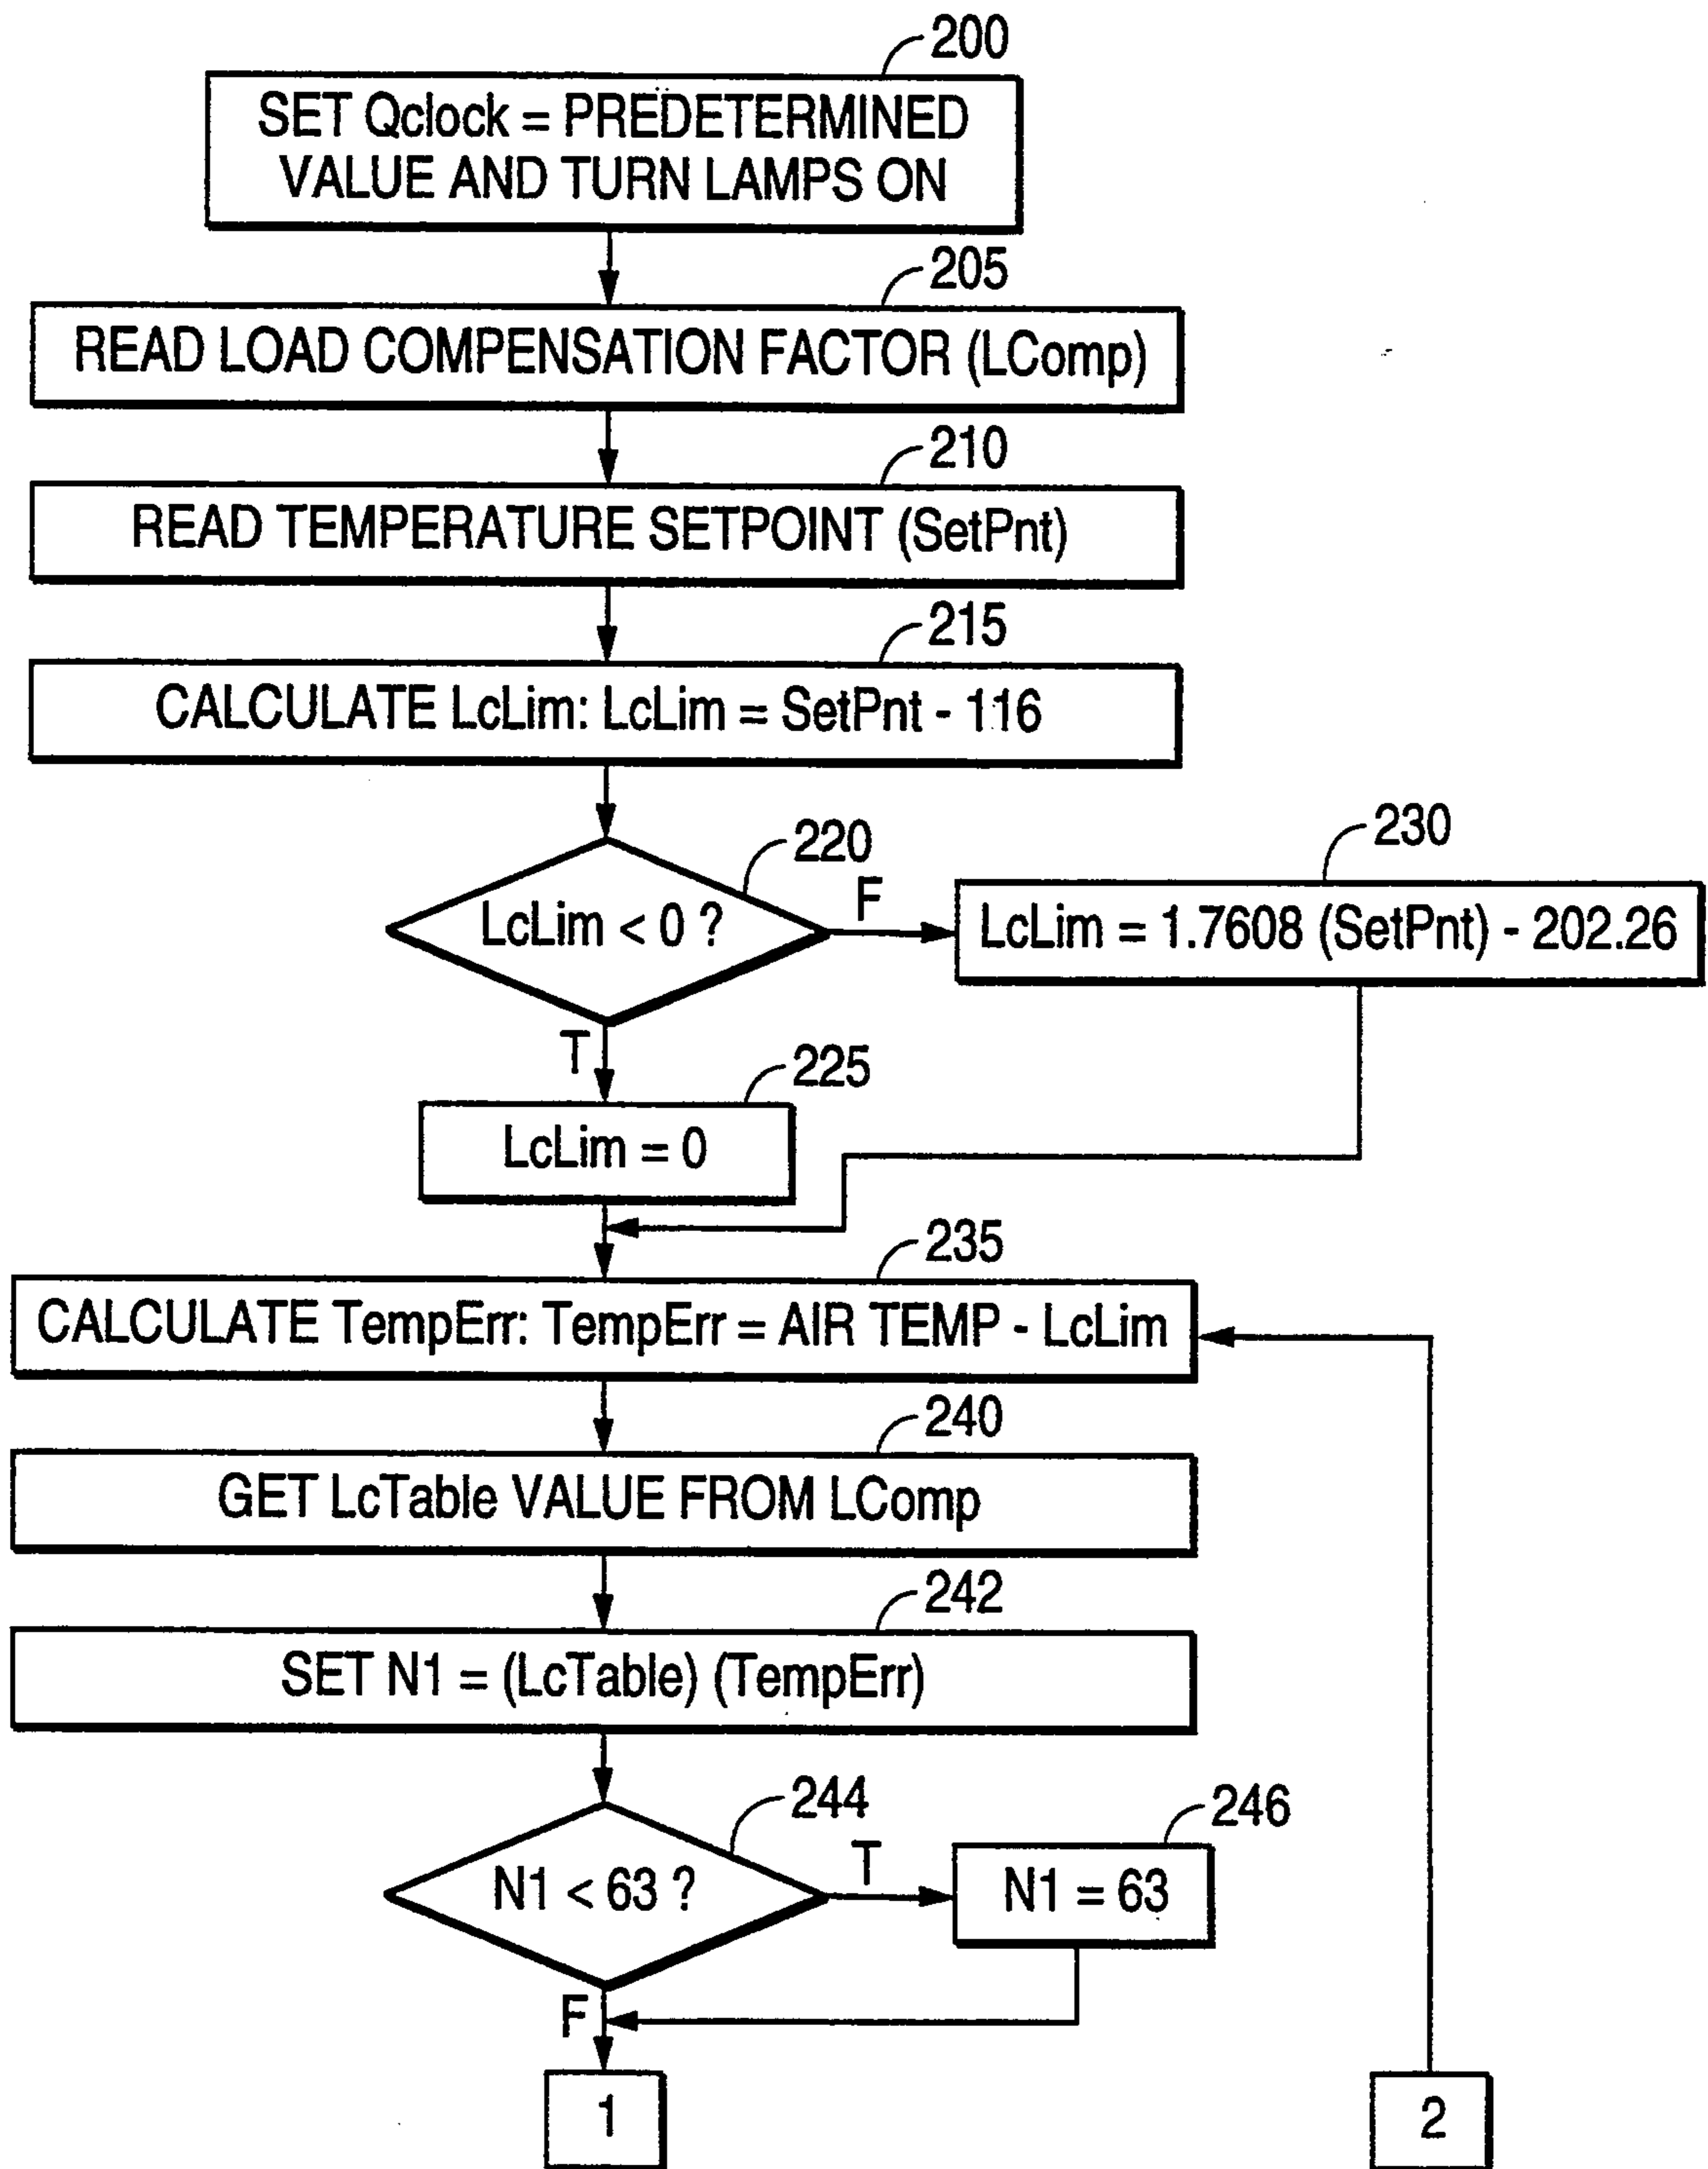 200
SET Qclock = PREDETERMINED
VALUE AND TURN LAMPS ON
205
READ LOAD COMPENSATION FACTOR (LComp)
210
READ TEMPERATURE SETPOINT (SetPnt)
215
CALCULATE LcLim: LcLim = SetPnt - 116
220
LcLim < 0 ?
F
230
LcLim = 1.7608 (SetPnt) - 202.26
T
225
LcLim = 0
235
CALCULATE TempErr: TempErr = AIR TEMP - LcLim
240
GET LcTable VALUE FROM LComp
242
SET N1 = (LcTable) (TempErr)
244
N1 < 63 ?
T
246
N1 = 63
F
1
2